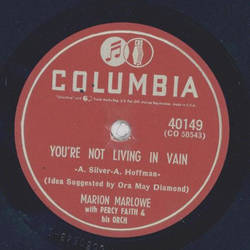 COLUMBIA
40149
(CO 50543)
YOU'RE NOT LIVING IN VAIN
-A. Silver-A. Hoffman-
(Idea Suggested by Ora May Diamond)
MARION MARLOWE
with PERCY FAITH &
his ORCH